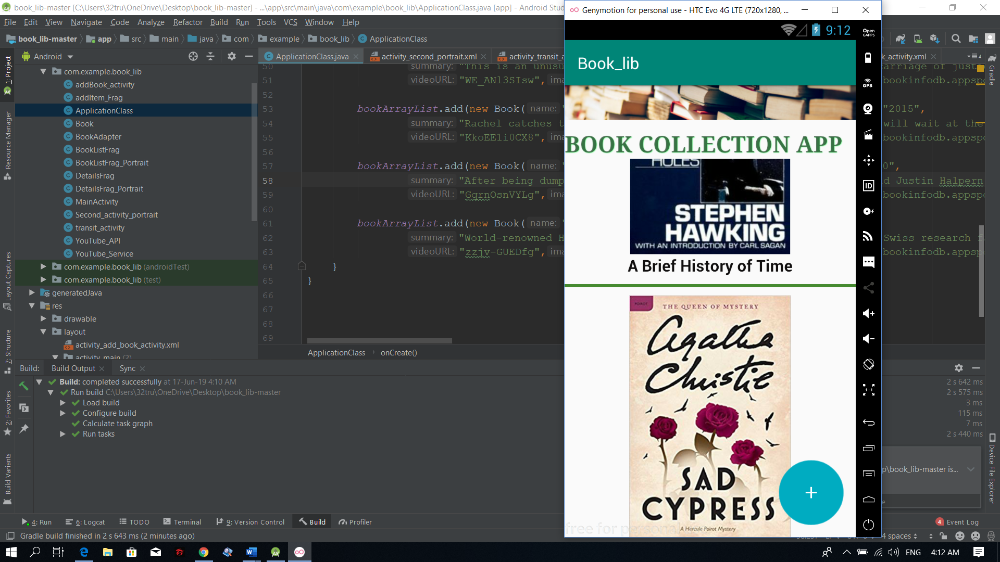 book_lib-master [C:\Users\32tru\OneDrive\Desktop\book_lib-master] - ...\app\src\main\java\com\example\book_lib\ApplicationClass.java [app] - Android Stud
File Edit View Navigate Code Analyze Refactor Build Run Tools VCS Window Help
book_lib-master app src main java com example book_lib ApplicationClass
Android
ApplicationClass.java activity_second_portrait.xml activity_transit_a k_activity.xml 4
1: Project
Resource Manager
Layout Captures
7: Structure
2: Favorites
Build Variants
com.example.book_lib
addBook_activity
addItem_Frag
ApplicationClass
Book
BookAdapter
BookListFrag
BookListFrag_Portrait
DetailsFrag
DetailsFrag_Portrait
MainActivity
Second_activity_portrait
transit_activity
YouTube_API
YouTube_Service
com.example.book_lib (androidTest)
com.example.book_lib (test)
generatedJava
res
drawable
layout
activity_add_book_activity.xml
activity_main (2)
50 summary: "This is an unusu carriage of just
51 videoURL: "WE_ANl3SIsw", ima bookinfodb.appspo
52
53 bookArrayList.add(new Book( name: " "2015",
54 summary: "Rachel catches t will wait at the
55 videoURL: "KkoEE1i0CX8", ima bookinfodb.appspo
56
57 bookArrayList.add(new Book( name: " 0",
58 summary: "After being dump d Justin Halpern
59 videoURL: "GqrnOsnVYLg", ima bookinfodb.appspo
60
61 bookArrayList.add(new Book( name: "
62 summary: "World-renowned H Swiss research f
63 videoURL: "zzjv-GUEDfg", ima bookinfodb.appspo
64 }
65 }
66
67
68
69
ApplicationClass onCreate()
Genymotion for personal use - HTC Evo 4G LTE (720x1280, ...
9:12
Book_lib
BOOK COLLECTION APP
HOLES
STEPHEN
HAWKING
WITH AN INTRODUCTION BY CARL SAGAN
A Brief History of Time
POIROT
THE QUEEN OF MYSTERY
Agatha
Christie
SAD
CYPRESS
A Hercule Poirot Mystery
+
free for personal
Open
GAPPS
GPS
ID
1:1
Gradle
Device File Explorer
Build: Build Output Sync
Build: completed successfully at 17-Jun-19 4:10 AM 2 s 642 ms
Run build C:\Users\32tru\OneDrive\Desktop\book_lib-master 2 s 575 ms
Load build 3 ms
Configure build 115 ms
Calculate task graph 7 ms
Run tasks 2 s 440 ms
p\book_lib-master is...
4: Run 6: Logcat TODO Terminal 9: Version Control Build Profiler 4 Event Log
Gradle build finished in 2 s 643 ms (2 minutes ago) 4 spaces
ENG 4:12 AM